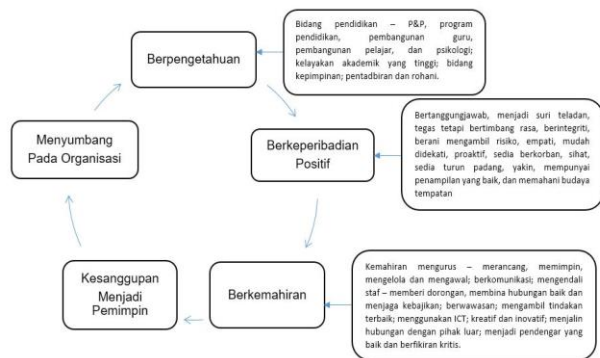 Berpengetahuan
Bidang pendidikan – P&P, program
pendidikan, pembangunan guru,
pembangunan pelajar, dan psikologi;
kelayakan akademik yang tinggi; bidang
kepimpinan; pentadbiran dan rohani.
Berkeperibadian
Positif
Bertanggungjawab, menjadi suri teladan,
tegas tetapi bertimbang rasa, berintegriti,
berani mengambil risiko, empati, mudah
didekati, proaktif, sedia berkorban, sihat,
sedia turun padang, yakin, mempunyai
penampilan yang baik, dan memahani budaya
tempatan
Berkemahiran
Kemahiran mengurus – merancang, memimpin,
mengelola dan mengawal; berkomunikasi; mengendali
staf – memberi dorongan, membina hubungan baik dan
menjaga kebajikan; berwawasan; mengambil tindakan
terbaik; menggunakan ICT; kreatif dan inovatif; menjalin
hubungan dengan pihak luar; menjadi pendengar yang
baik dan berfikiran kritis.
Kesanggupan
Menjadi
Pemimpin
Menyumbang
Pada Organisasi